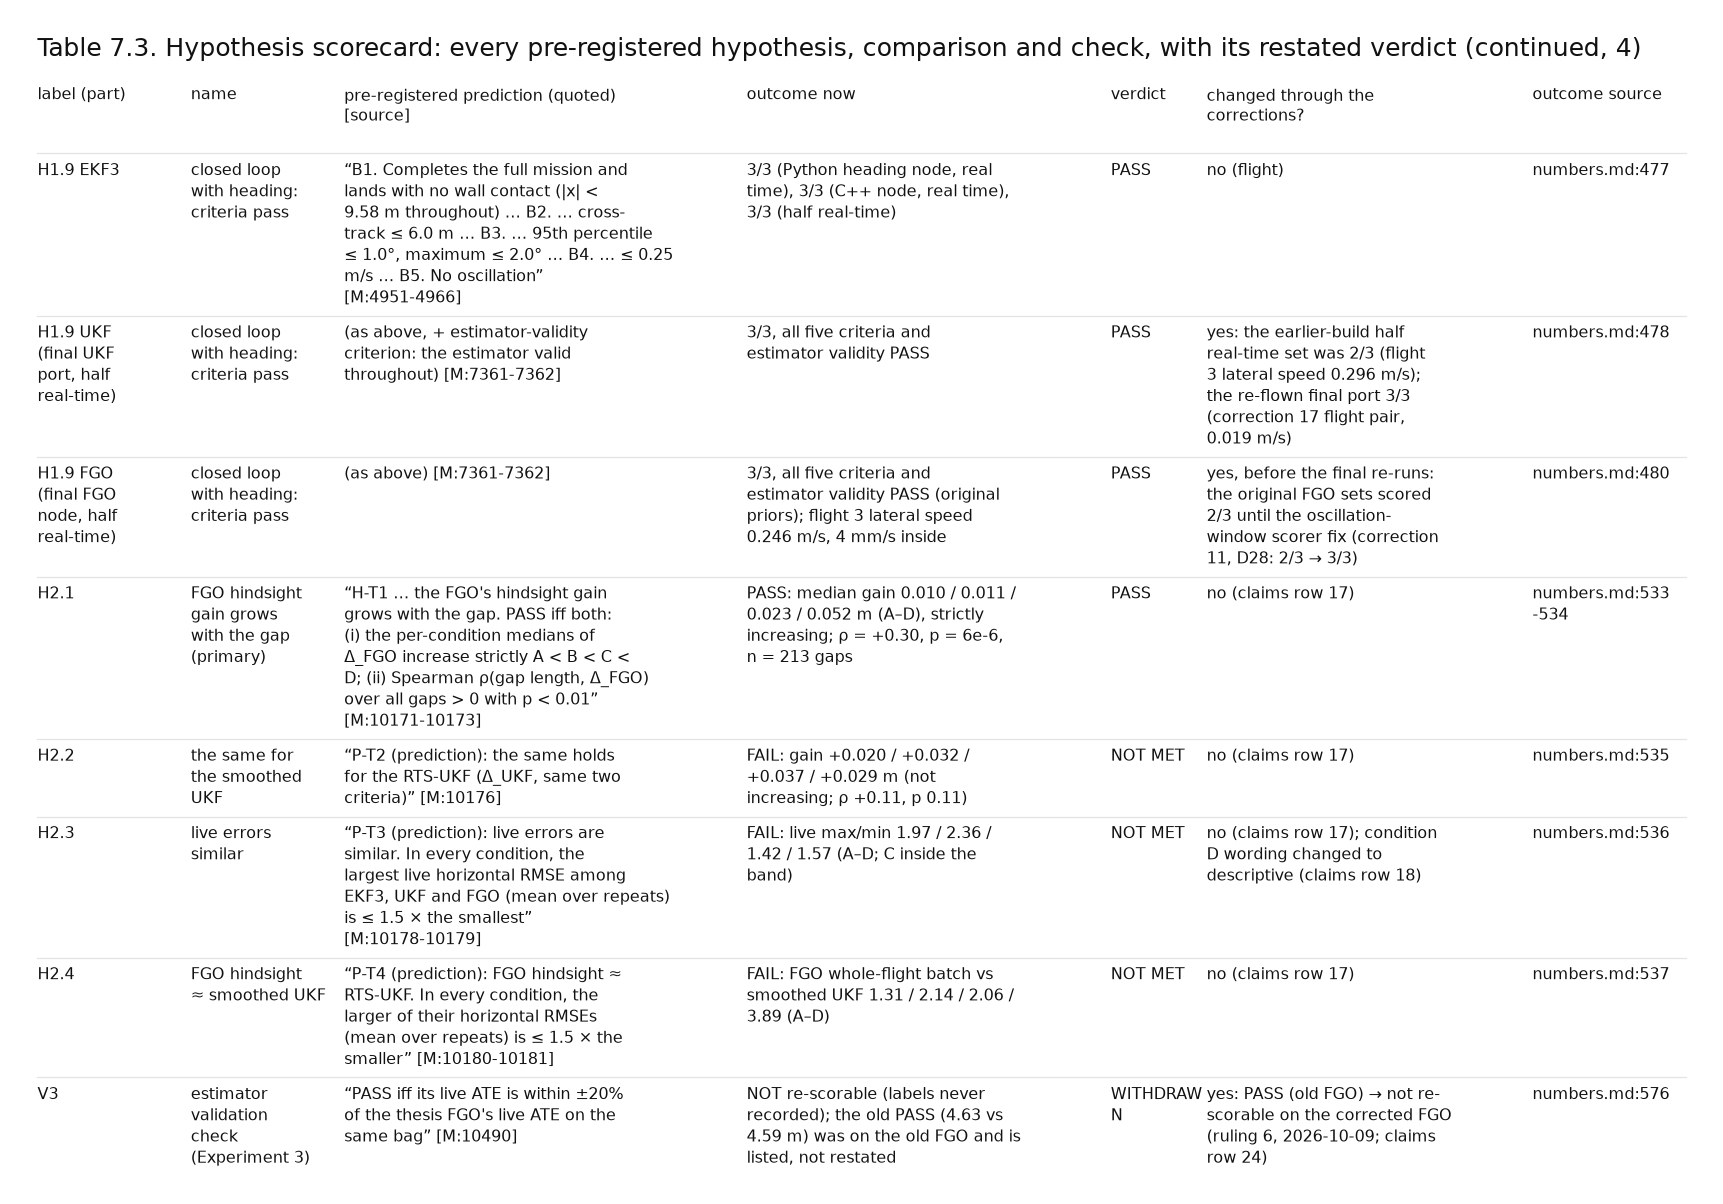 Table 7.3. Hypothesis scorecard: every pre-registered hypothesis, comparison and check, with its restated verdict (continued, 4)
label (part)
name
pre-registered prediction (quoted)
[source]
outcome now
verdict
changed through the
corrections?
outcome source
H1.9 EKF3
closed loop
with heading:
criteria pass
“B1. Completes the full mission and
lands with no wall contact (|x| <
9.58 m throughout) … B2. … cross-
track ≤ 6.0 m … B3. … 95th percentile
≤ 1.0°, maximum ≤ 2.0° … B4. … ≤ 0.25
m/s … B5. No oscillation”
[M:4951-4966]
3/3 (Python heading node, real
time), 3/3 (C++ node, real time),
3/3 (half real-time)
PASS
no (flight)
numbers.md:477
H1.9 UKF
(final UKF
port, half
real-time)
closed loop
with heading:
criteria pass
(as above, + estimator-validity
criterion: the estimator valid
throughout) [M:7361-7362]
3/3, all five criteria and
estimator validity PASS
PASS
yes: the earlier-build half
real-time set was 2/3 (flight
3 lateral speed 0.296 m/s);
the re-flown final port 3/3
(correction 17 flight pair,
0.019 m/s)
numbers.md:478
H1.9 FGO
(final FGO
node, half
real-time)
closed loop
with heading:
criteria pass
(as above) [M:7361-7362]
3/3, all five criteria and
estimator validity PASS (original
priors); flight 3 lateral speed
0.246 m/s, 4 mm/s inside
PASS
yes, before the final re-runs:
the original FGO sets scored
2/3 until the oscillation-
window scorer fix (correction
11, D28: 2/3 → 3/3)
numbers.md:480
H2.1
FGO hindsight
gain grows
with the gap
(primary)
“H-T1 … the FGO's hindsight gain
grows with the gap. PASS iff both:
(i) the per-condition medians of
Δ_FGO increase strictly A < B < C <
D; (ii) Spearman ρ(gap length, Δ_FGO)
over all gaps > 0 with p < 0.01”
[M:10171-10173]
PASS: median gain 0.010 / 0.011 /
0.023 / 0.052 m (A–D), strictly
increasing; ρ = +0.30, p = 6e-6,
n = 213 gaps
PASS
no (claims row 17)
numbers.md:533
-534
H2.2
the same for
the smoothed
UKF
“P-T2 (prediction): the same holds
for the RTS-UKF (Δ_UKF, same two
criteria)” [M:10176]
FAIL: gain +0.020 / +0.032 /
+0.037 / +0.029 m (not
increasing; ρ +0.11, p 0.11)
NOT MET
no (claims row 17)
numbers.md:535
H2.3
live errors
similar
“P-T3 (prediction): live errors are
similar. In every condition, the
largest live horizontal RMSE among
EKF3, UKF and FGO (mean over repeats)
is ≤ 1.5 × the smallest”
[M:10178-10179]
FAIL: live max/min 1.97 / 2.36 /
1.42 / 1.57 (A–D; C inside the
band)
NOT MET
no (claims row 17); condition
D wording changed to
descriptive (claims row 18)
numbers.md:536
H2.4
FGO hindsight
≈ smoothed UKF
“P-T4 (prediction): FGO hindsight ≈
RTS-UKF. In every condition, the
larger of their horizontal RMSEs
(mean over repeats) is ≤ 1.5 × the
smaller” [M:10180-10181]
FAIL: FGO whole-flight batch vs
smoothed UKF 1.31 / 2.14 / 2.06 /
3.89 (A–D)
NOT MET
no (claims row 17)
numbers.md:537
V3
estimator
validation
check
(Experiment 3)
“PASS iff its live ATE is within ±20%
of the thesis FGO's live ATE on the
same bag” [M:10490]
NOT re-scorable (labels never
recorded); the old PASS (4.63 vs
4.59 m) was on the old FGO and is
listed, not restated
WITHDRAW
N
yes: PASS (old FGO) → not re-
scorable on the corrected FGO
(ruling 6, 2026-10-09; claims
row 24)
numbers.md:576